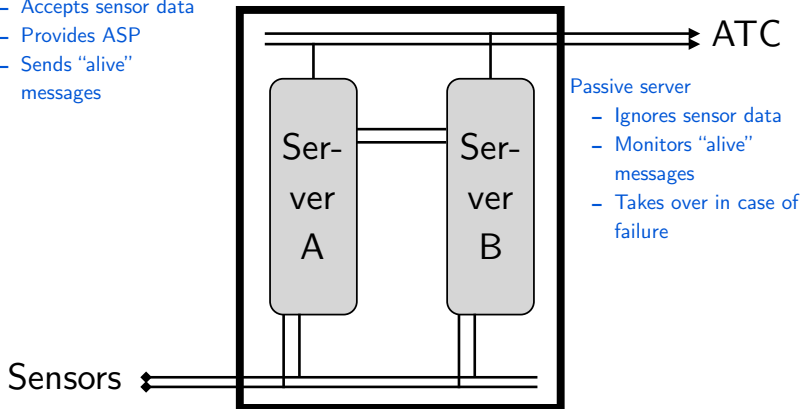 – Accepts sensor data
– Provides ASP
– Sends “alive”
messages
ATC
Passive server
– Ignores sensor data
– Monitors “alive”
messages
– Takes over in case of
failure
Ser-
ver
A
Ser-
ver
B
Sensors